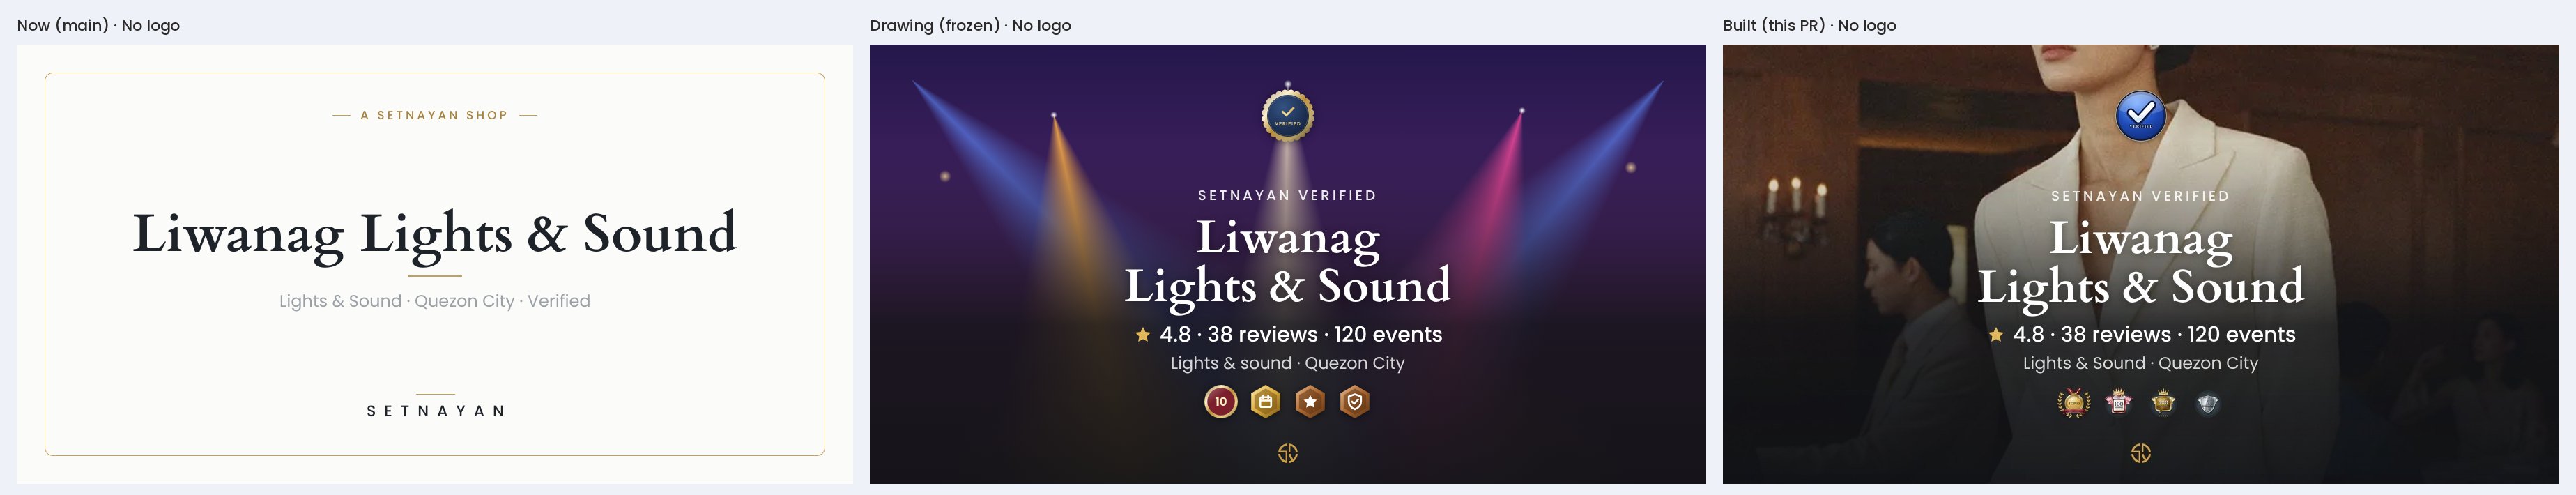 Now (main) · No logo
A SETNAYAN SHOP
Liwanag Lights & Sound
Lights & Sound · Quezon City · Verified
SETNAYAN
Drawing (frozen) · No logo
VERIFIED
SETNAYAN VERIFIED
Liwanag
Lights & Sound
4.8 · 38 reviews · 120 events
Lights & sound · Quezon City
10
Built (this PR) · No logo
VERIFIED
SETNAYAN VERIFIED
Liwanag
Lights & Sound
4.8 · 38 reviews · 120 events
Lights & Sound · Quezon City
100